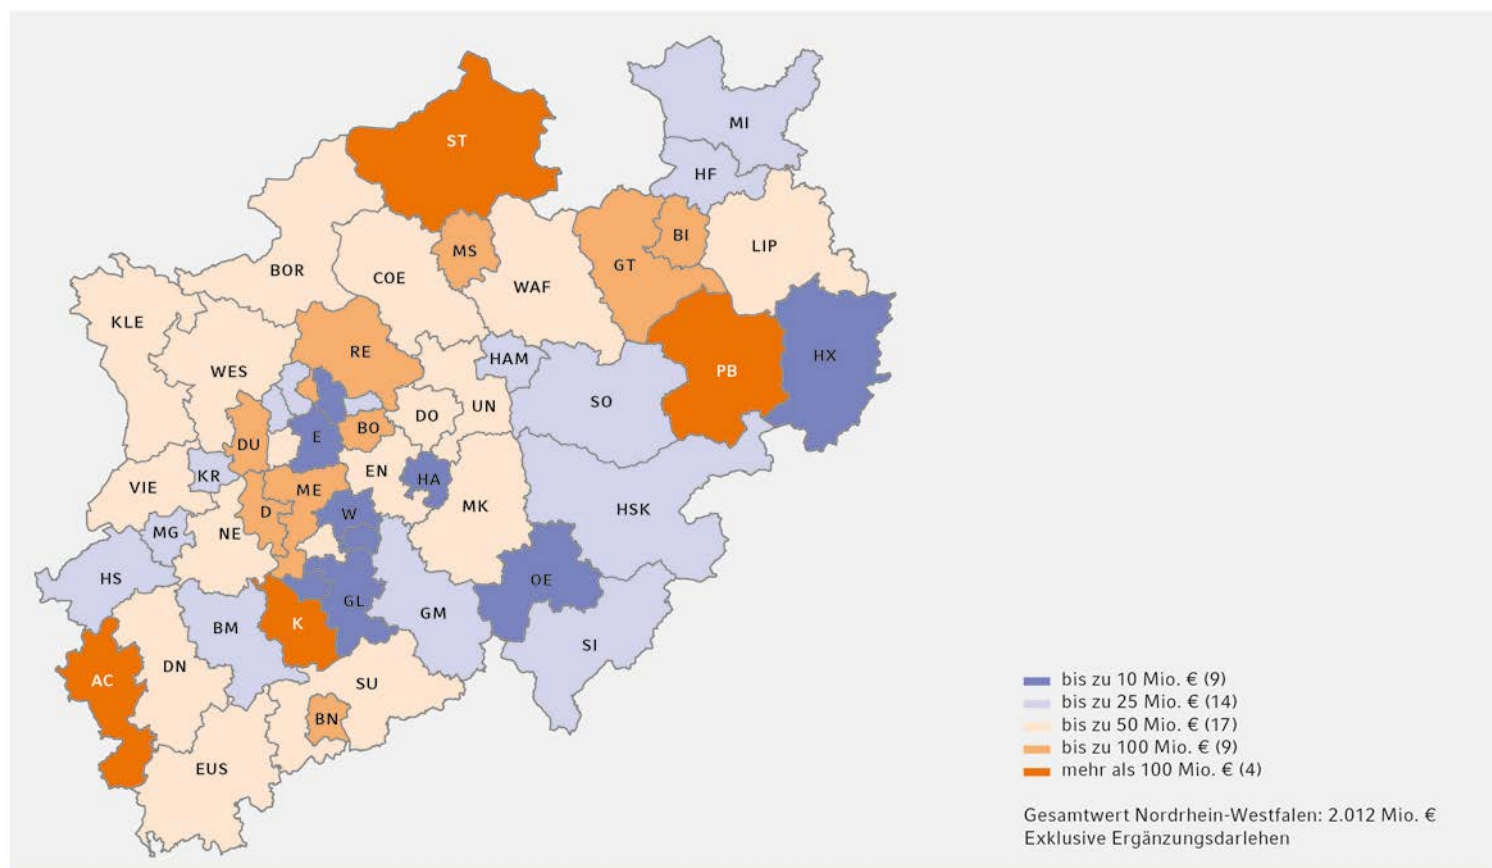 ST
MI
HF
MS
BI
GT
LIP
BOR
COE
WAF
KLE
RE
HX
WES
HAM
PB
SO
UN
DO
BO
E
DU
EN
KR
HA
VIE
ME
MK
HSK
D
W
MG
NE
HS
OE
GL
GM
K
BM
SI
DN
AC
SU
BN
EUS
bis zu 10 Mio. € (9)
bis zu 25 Mio. € (14)
bis zu 50 Mio. € (17)
bis zu 100 Mio. € (9)
mehr als 100 Mio. € (4)
Gesamtwert Nordrhein-Westfalen: 2.012 Mio. €
Exklusive Ergänzungsdarlehen